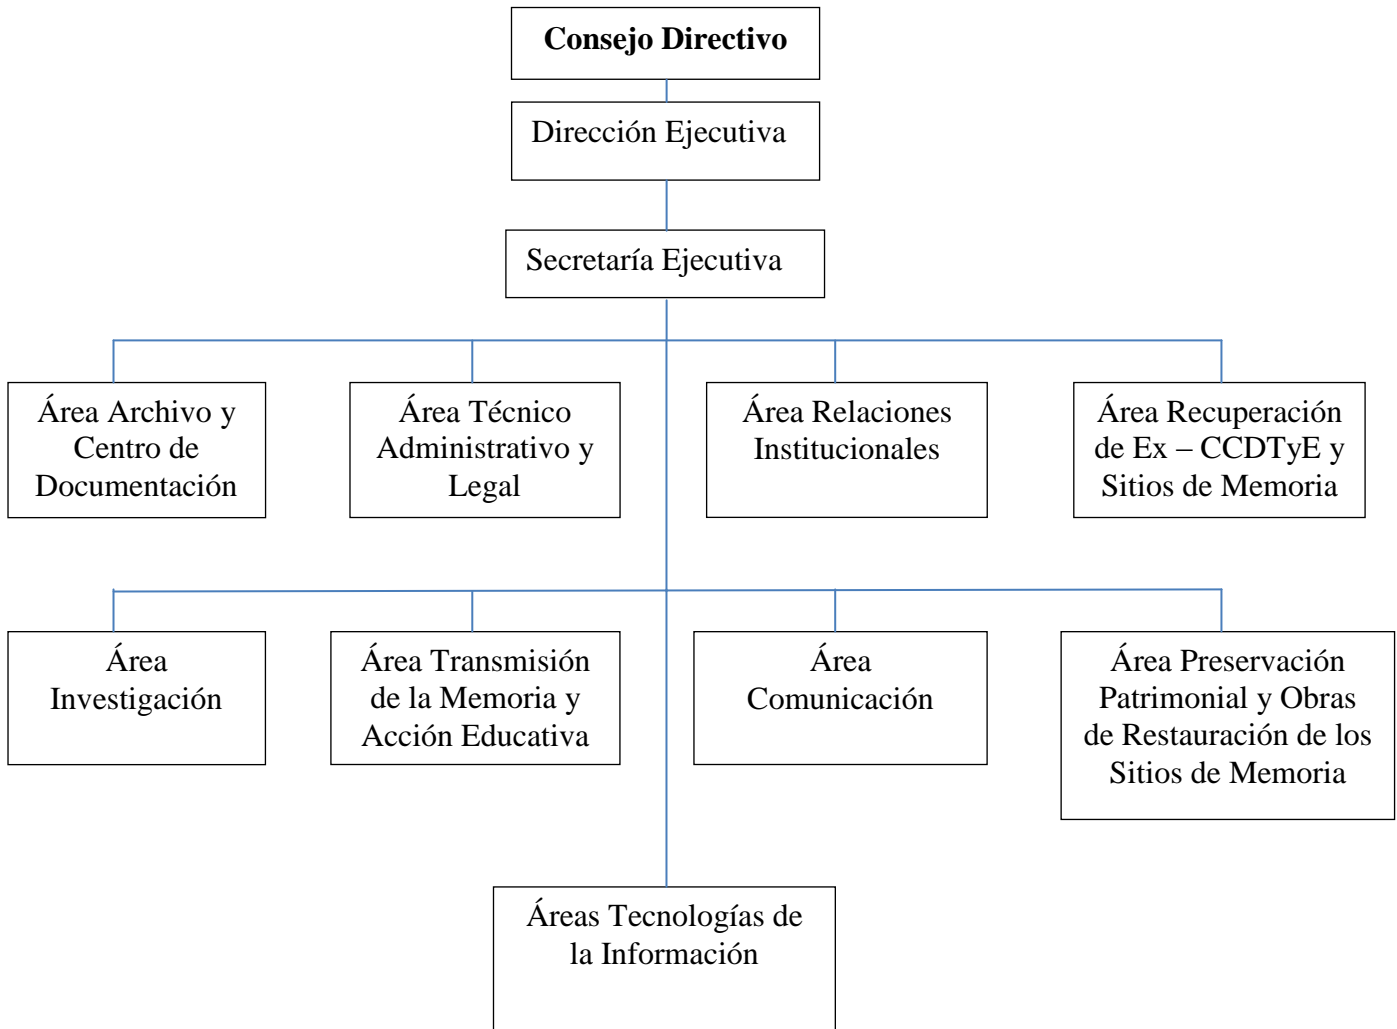 Consejo Directivo
Dirección Ejecutiva
Secretaría Ejecutiva
Área Archivo y
Centro de
Documentación
Área Técnico
Administrativo y
Legal
Área Relaciones
Institucionales
Área Recuperación
de Ex – CCDTyE y
Sitios de Memoria
Área
Investigación
Área Transmisión
de la Memoria y
Acción Educativa
Área
Comunicación
Área Preservación
Patrimonial y Obras
de Restauración de los
Sitios de Memoria
Áreas Tecnologías de
la Información